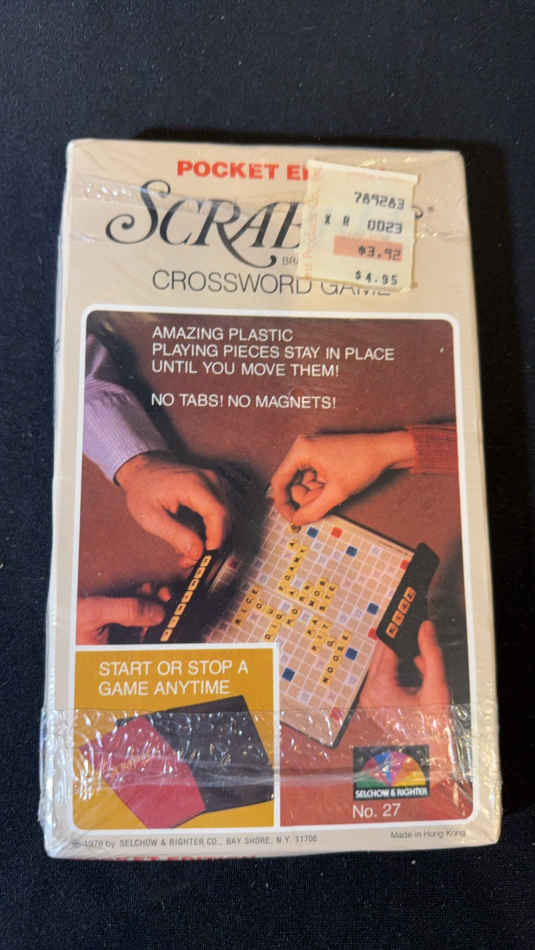 POCKET
SCRAB
789283
X R 0023
$3.92
$4.95
CROSSWORD GAME
AMAZING PLASTIC
PLAYING PIECES STAY IN PLACE
UNTIL YOU MOVE THEM!
NO TABS! NO MAGNETS!
START OR STOP A
GAME ANYTIME
SELCHOW & RIGHTER
No. 27
© 1978 by SELCHOW & RIGHTER CO., BAY SHORE, N.Y. 11706
Made in Hong Kong
EDITION